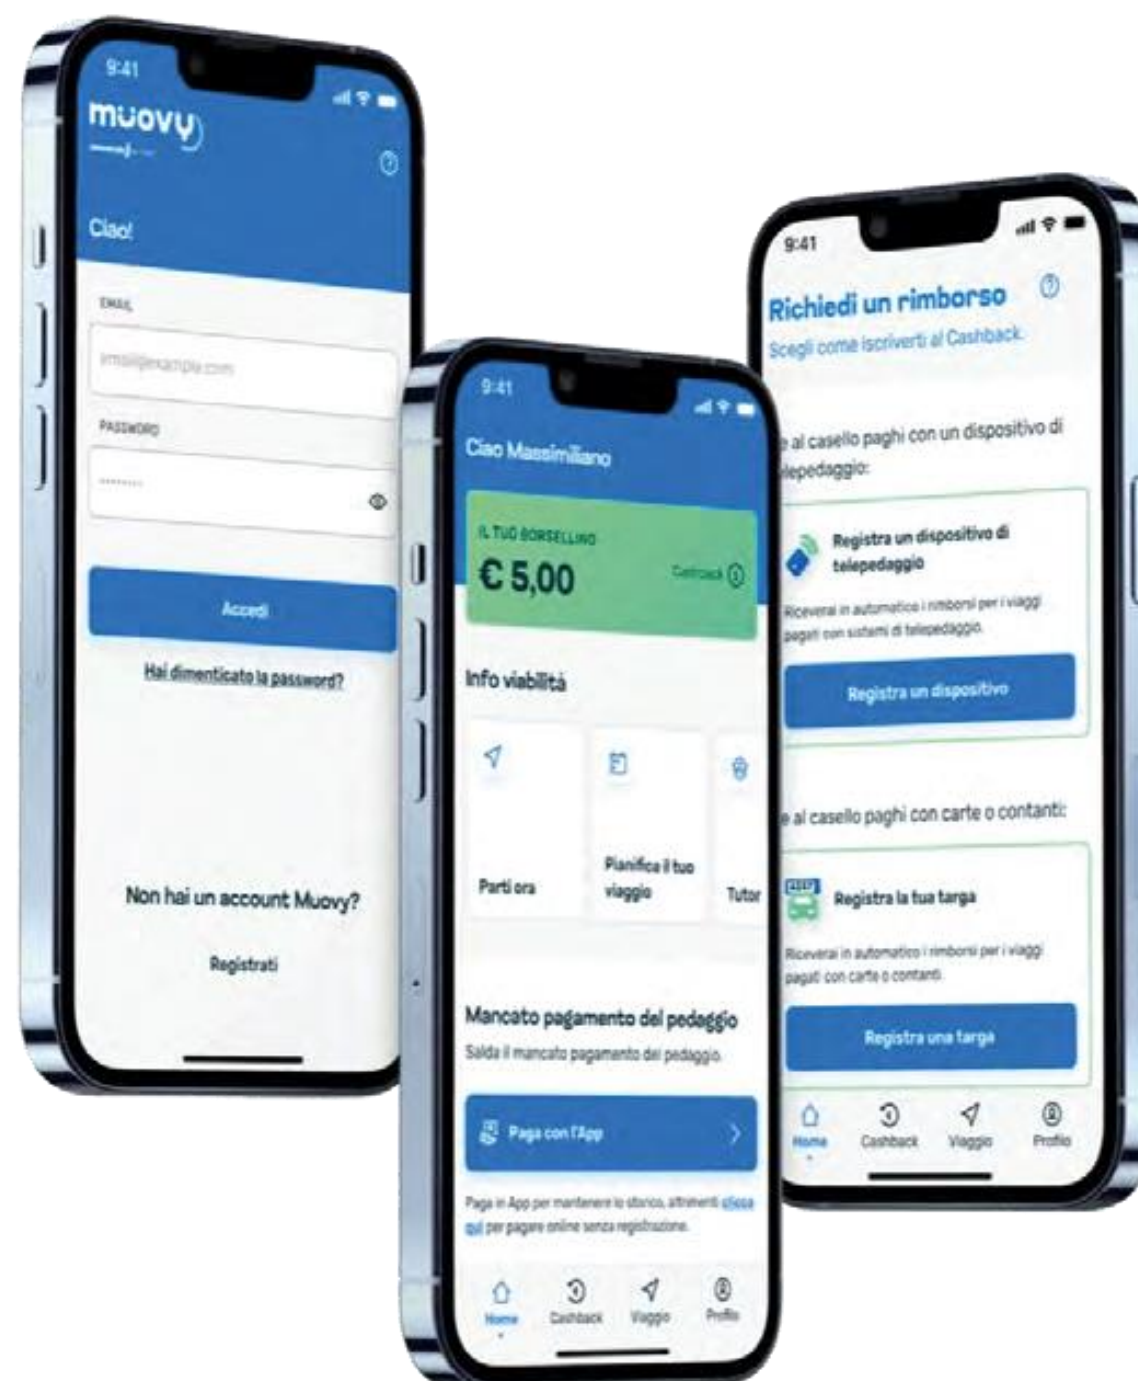 9:41
muovy
Ciao!
EMAIL
email@example.com
PASSWORD
Accedi
Hai dimenticato la password?
Non hai un account Muovy?
Registrati
9:41
Ciao Massimiliano
IL TUO BORSELLINO
€ 5,00
Cashback
Info viabilità
Parti ora
Pianifica il tuo
viaggio
Tutor
Mancato pagamento del pedaggio
Salda il mancato pagamento del pedaggio.
Paga con l'App
Paga in App per mantenere lo storico, altrimenti clicca
qui per pagare online senza registrazione.
Home
Cashback
Viaggio
Profilo
9:41
Richiedi un rimborso
Scegli come iscriverti al Cashback.
e al casello paghi con un dispositivo di
elepedaggio:
Registra un dispositivo di
telepedaggio
Riceverai in automatico i rimborsi per i viaggi
pagati con sistemi di telepedaggio.
Registra un dispositivo
e al casello paghi con carte o contanti:
Registra la tua targa
Riceverai in automatico i rimborsi per i viaggi
pagati con carte o contanti.
Registra una targa
Home
Cashback
Viaggio
Profilo